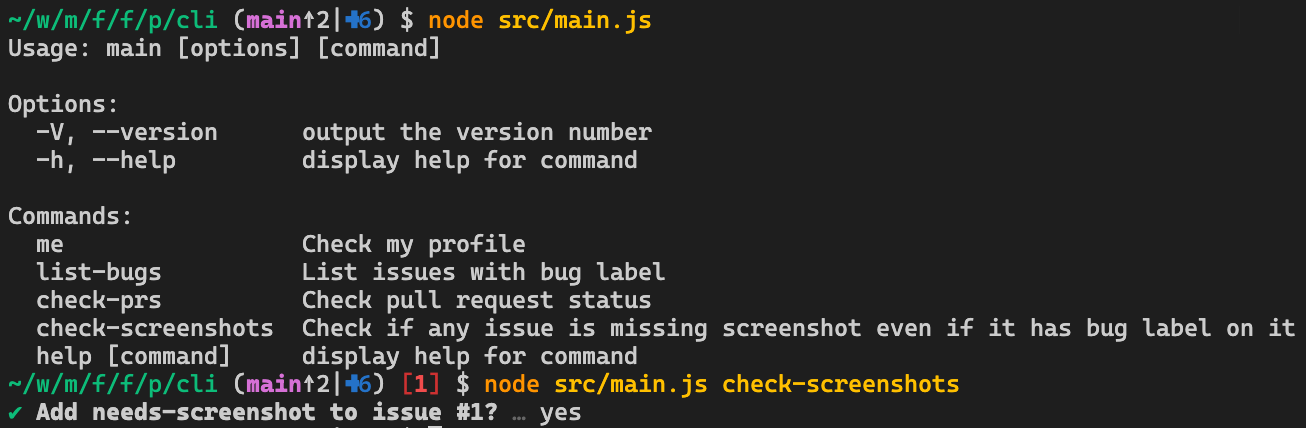 ~/w/m/f/f/p/cli (main↑2|✚6) $ node src/main.js
Usage: main [options] [command]
Options:
-V, --version output the version number
-h, --help display help for command
Commands:
me Check my profile
list-bugs List issues with bug label
check-prs Check pull request status
check-screenshots Check if any issue is missing screenshot even if it has bug label on it
help [command] display help for command
~/w/m/f/f/p/cli (main↑2|✚6) [1] $ node src/main.js check-screenshots
✔ Add needs-screenshot to issue #1? … yes